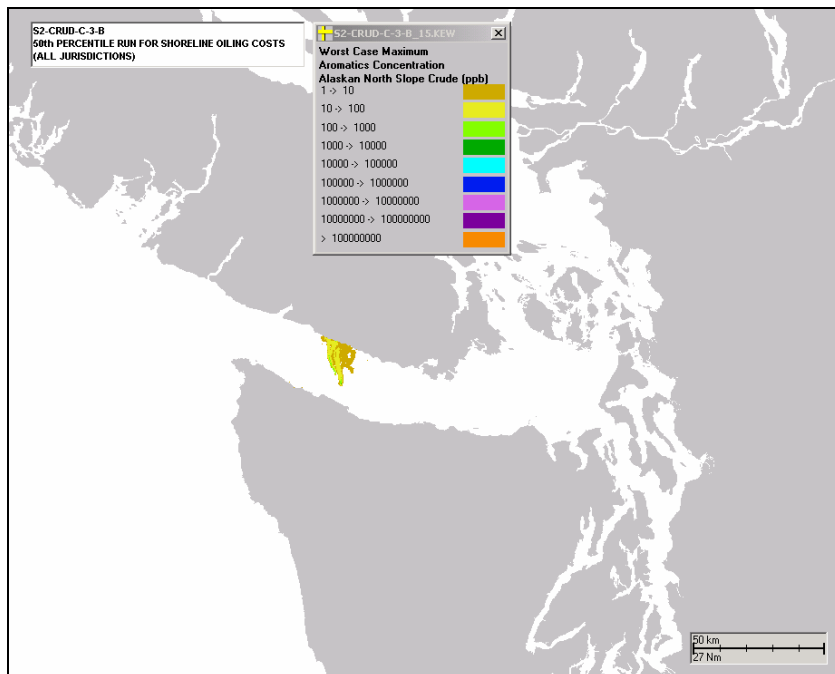 S2-CRUD-C-3-B
50th PERCENTILE RUN FOR SHORELINE OILING COSTS
(ALL JURISDICTIONS)
S2-CRUD-C-3-B_15.KEW
Worst Case Maximum
Aromatics Concentration
Alaskan North Slope Crude (ppb)
1 -> 10
10 -> 100
100 -> 1000
1000 -> 10000
10000 -> 100000
100000 -> 1000000
1000000 -> 10000000
10000000 -> 100000000
> 100000000
50 km
27 Nm